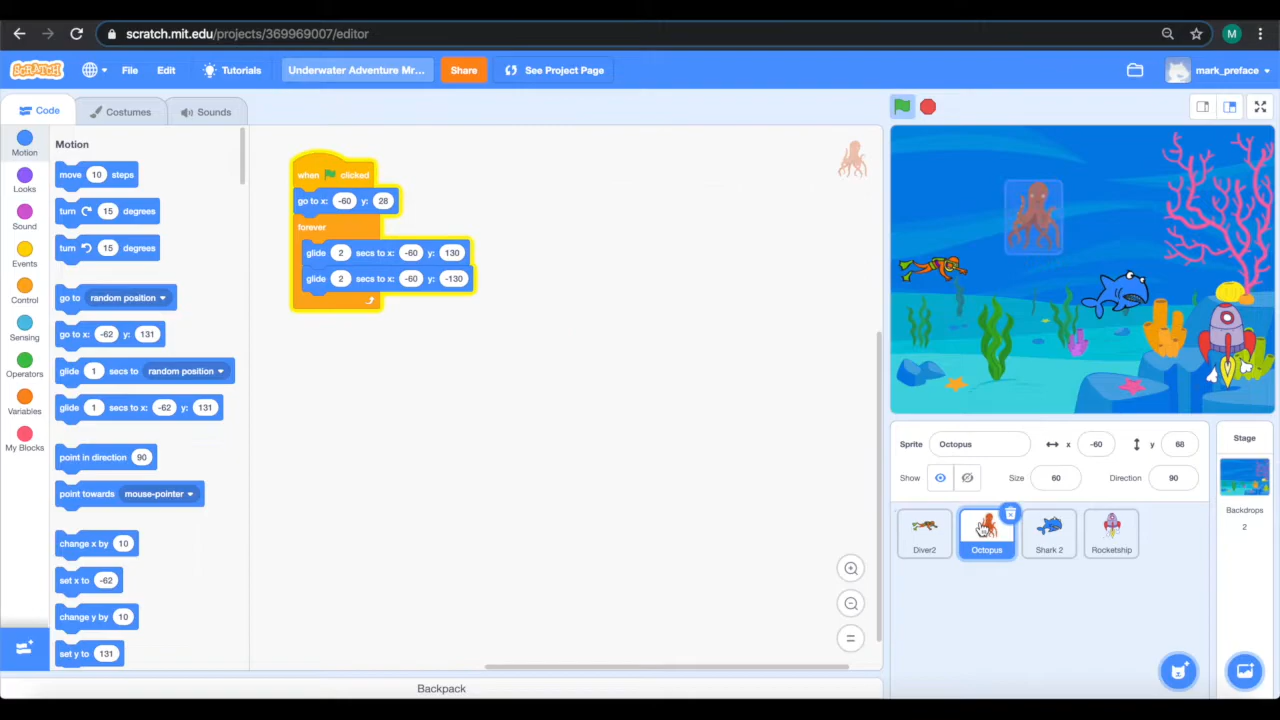 scratch.mit.edu/projects/369969007/editor
M
SCRATCH
File
Edit
Tutorials
Underwater Adventure Mr...
Share
See Project Page
mark_preface
Code
Costumes
Sounds
Motion
Looks
Sound
Events
Control
Sensing
Operators
Variables
My Blocks
Motion
move 10 steps
turn 15 degrees
turn 15 degrees
go to random position
go to x: -62 y: 131
glide 1 secs to random position
glide 1 secs to x: -62 y: 131
point in direction 90
point towards mouse-pointer
change x by 10
set x to -62
change y by 10
set y to 131
when clicked
go to x: -60 y: 28
forever
glide 2 secs to x: -60 y: 130
glide 2 secs to x: -60 y: -130
Backpack
Sprite Octopus x -60 y 68
Show Size 60 Direction 90
Diver2
Octopus
Shark 2
Rocketship
Stage
Backdrops
2